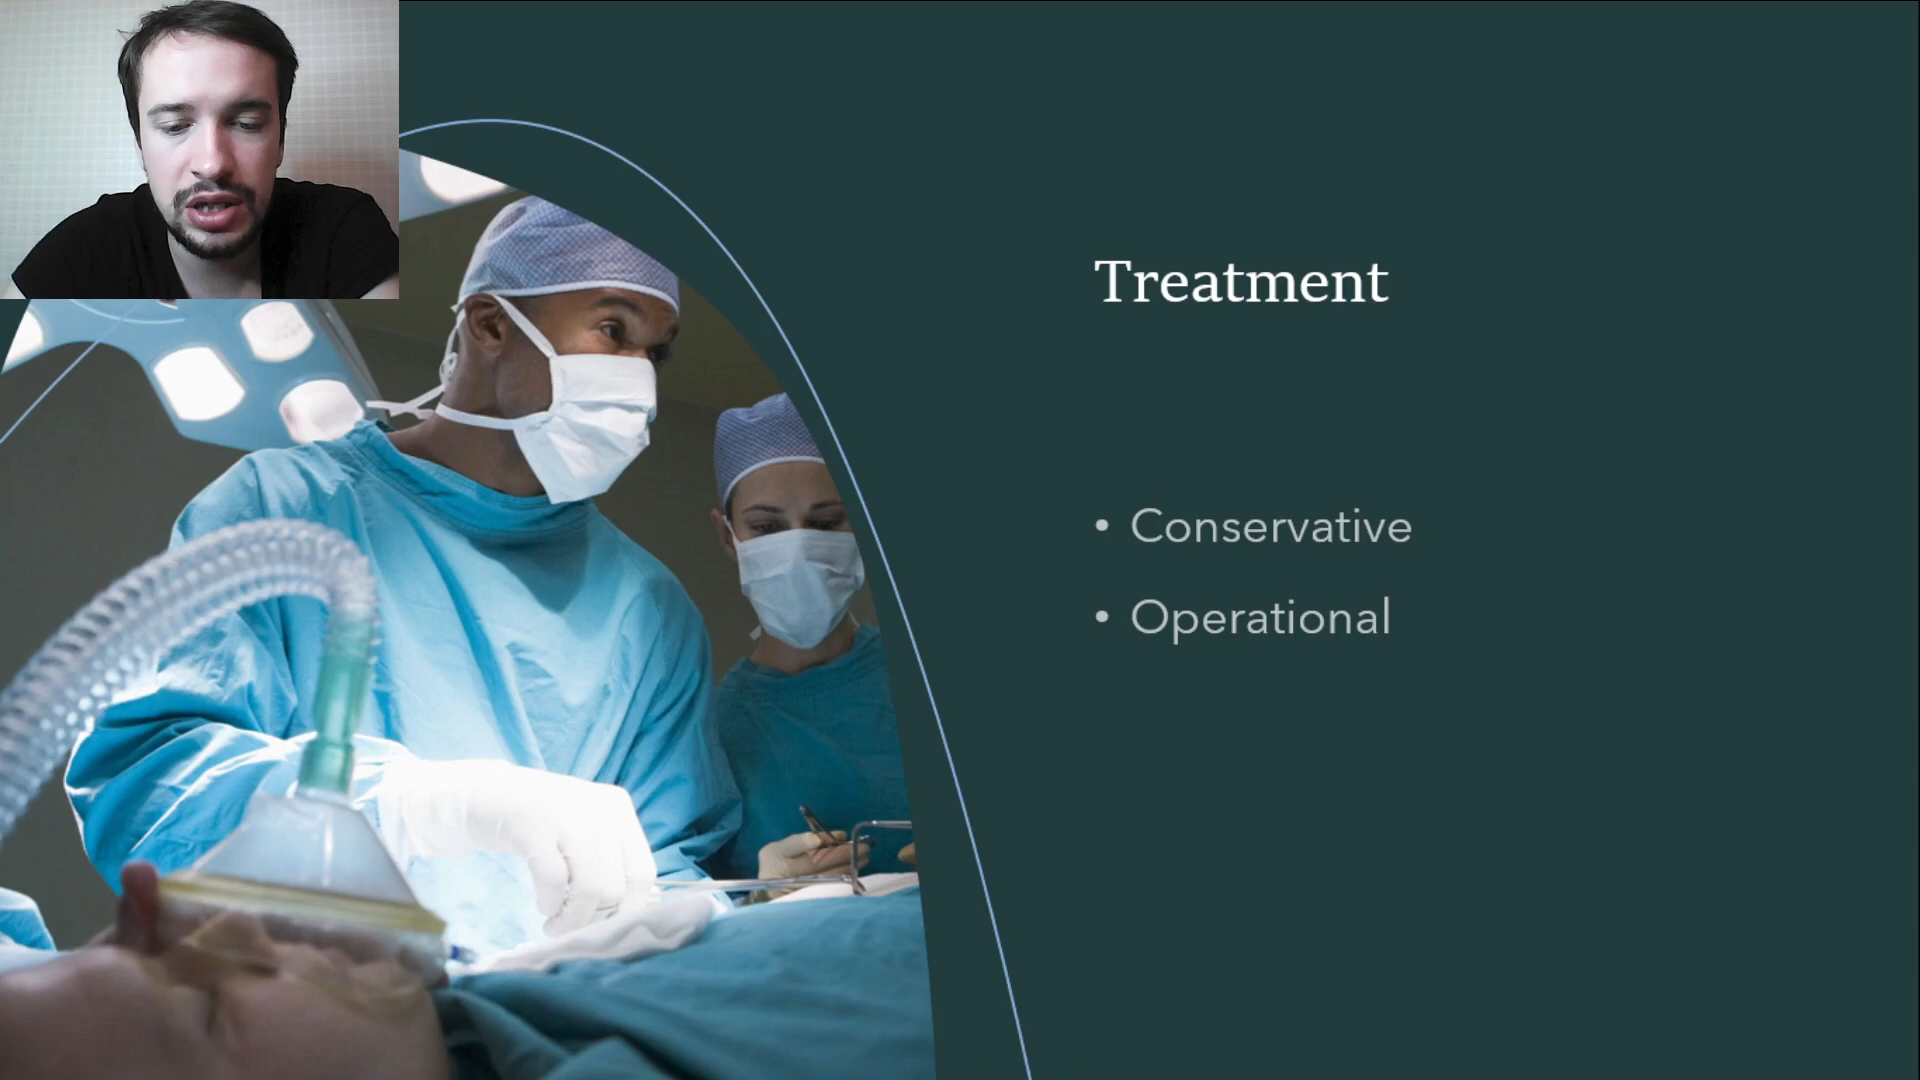 Treatment
• Conservative
• Operational